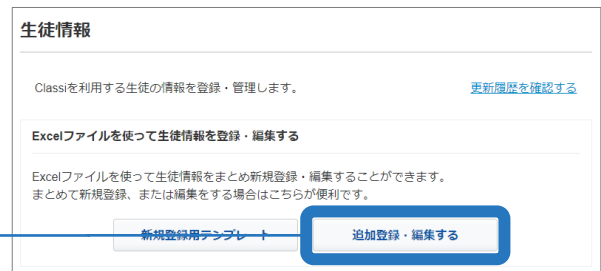 生徒情報
Classiを利用する生徒の情報を登録・管理します。 更新履歴を確認する
Excelファイルを使って生徒情報を登録・編集する
Excelファイルを使って生徒情報をまとめ新規登録・編集することができます。
まとめて新規登録、または編集をする場合はこちらが便利です。
新規登録用テンプレート 追加登録・編集する